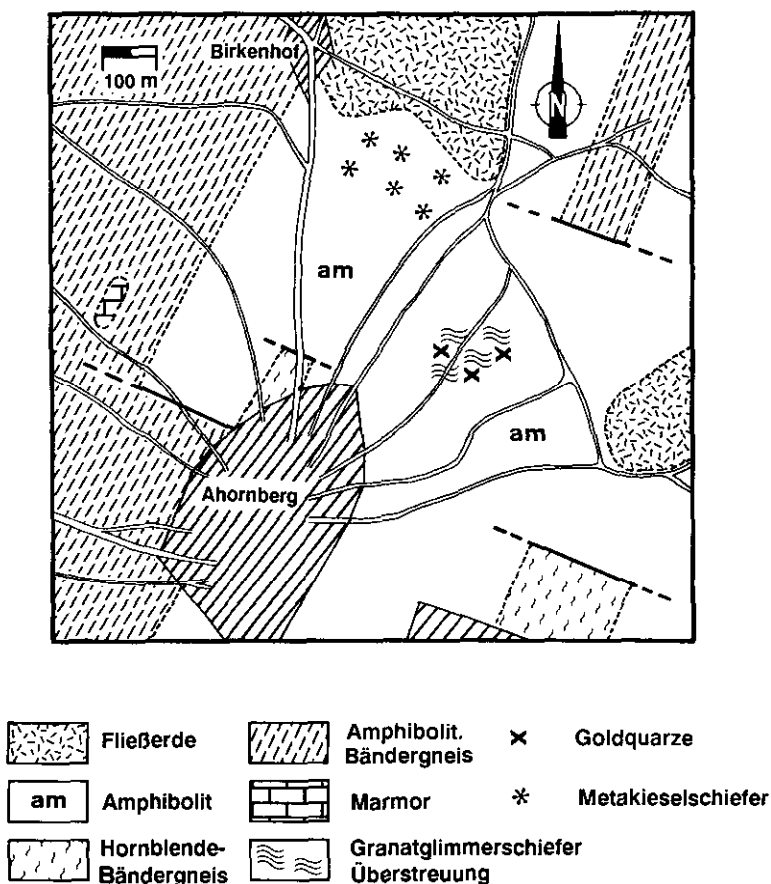 Birkenhof
100 m
N
am
am
Ahornberg
Fließerde
Amphibolit.
Bändergneis
Goldquarze
am Amphibolit
Marmor
Metakieselschiefer
Hornblende-
Bändergneis
Granatglimmerschiefer
Überstreuung